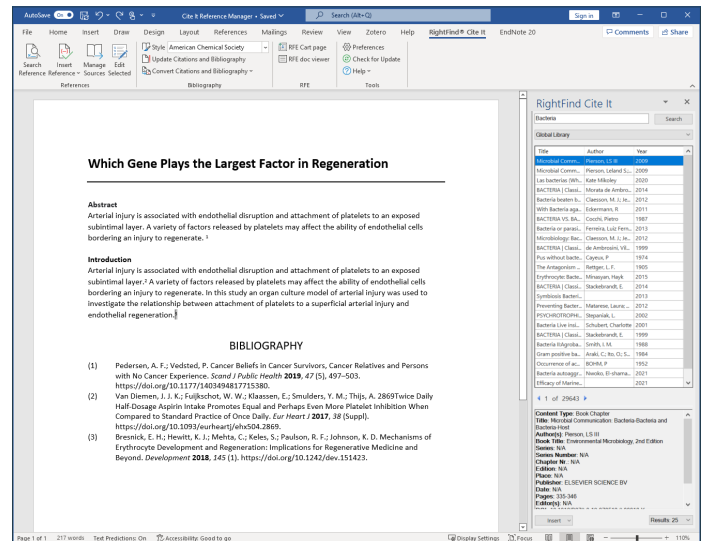 AutoSave On
Cite It Reference Manager • Saved
Search (Alt+Q)
Sign in
File Home Insert Draw Design Layout References Mailings Review View Zotero Help RightFind® Cite It EndNote 20
Comments Share
Search Reference
Insert Reference
Manage Sources
Edit Selected
References
Style American Chemical Society
Update Citations and Bibliography
Convert Citations and Bibliography
Bibliography
RFE Cart page
RFE doc viewer
RFE
Preferences
Check for Update
Help
Tools
Which Gene Plays the Largest Factor in Regeneration
Abstract
Arterial injury is associated with endothelial disruption and attachment of platelets to an exposed
subintimal layer. A variety of factors released by platelets may affect the ability of endothelial cells
bordering an injury to regenerate. 1
Introduction
Arterial injury is associated with endothelial disruption and attachment of platelets to an exposed
subintimal layer.2 A variety of factors released by platelets may affect the ability of endothelial cells
bordering an injury to regenerate. In this study an organ culture model of arterial injury was used to
investigate the relationship between attachment of platelets to a superficial arterial injury and
endothelial regeneration.3
BIBLIOGRAPHY
(1) Pedersen, A. F.; Vedsted, P. Cancer Beliefs in Cancer Survivors, Cancer Relatives and Persons
with No Cancer Experience. Scand J Public Health 2019, 47 (5), 497–503.
https://doi.org/10.1177/1403494817715380.
(2) Van Diemen, J. J. K.; Fuijkschot, W. W.; Klaassen, E.; Smulders, Y. M.; Thijs, A. 2869Twice Daily
Half-Dosage Aspirin Intake Promotes Equal and Perhaps Even More Platelet Inhibition When
Compared to Standard Practice of Once Daily. Eur Heart J 2017, 38 (Suppl).
https://doi.org/10.1093/eurheartj/ehx504.2869.
(3) Bresnick, E. H.; Hewitt, K. J.; Mehta, C.; Keles, S.; Paulson, R. F.; Johnson, K. D. Mechanisms of
Erythrocyte Development and Regeneration: Implications for Regenerative Medicine and
Beyond. Development 2018, 145 (1). https://doi.org/10.1242/dev.151423.
RightFind Cite It
Bacteria
Search
Global Library
Title Author Year
Microbial Comm... Pierson, LS III 2009
Microbial Comm... Pierson, Leland S.... 2009
Las bacterias (Wh... Kate Mikoley 2020
BACTERIA | Classi... Morata de Ambro... 2014
Bacteria beaten b... Claesson, M. J.; Je... 2012
With Bacteria aga... Eckermann, R 2011
BACTERIA VS. BA... Cocchi, Pietro 1987
Bacteria or parasi... Ferreira, Luiz Fern... 2013
Microbiology: Bac... Claesson, M. J.; Je... 2012
BACTERIA | Classi... de Ambrosini, Vil... 1999
Pus without bacte... Cayeux, P 1974
The Antagonism ... Rettger, L. F. 1905
Erythrocyte: Bacte... Minasyan, Hayk 2015
BACTERIA | Classi... Stackebrandt, E. 2014
Symbiosis Bacteri... 2013
Preventing Bacter... Matarese, Laura; ... 2012
PSYCHROTROPHI... Stepaniak, L. 2002
Bacteria Live Insi... Schubert, Charlotte 2001
BACTERIA | Classi... Stackebrandt, E. 1999
Bacteria II:Agroba... Smith, I. M. 1988
Gram positive ba... Araki, C.; Ito, O.; S... 1964
Occurrence of ac... BOHM, P 1952
Bacteria autoaggr... Nwoko, El-shama... 2021
Efficacy of Marine... 2021
1 of 29643
Content Type: Book Chapter
Title: Microbial Communication: Bacteria-Bacteria and
Bacteria-Host
Author(s): Pierson, LS III
Book Title: Environmental Microbiology, 2nd Edition
Series: N/A
Series Number: N/A
Chapter Nr.: N/A
Edition: N/A
Place: N/A
Publisher: ELSEVIER SCIENCE BV
Date: N/A
Pages: 335-346
Editor(s): N/A
Insert
Results: 25
Page 1 of 1 217 words Text Predictions: On Accessibility: Good to go
Display Settings Focus 110%